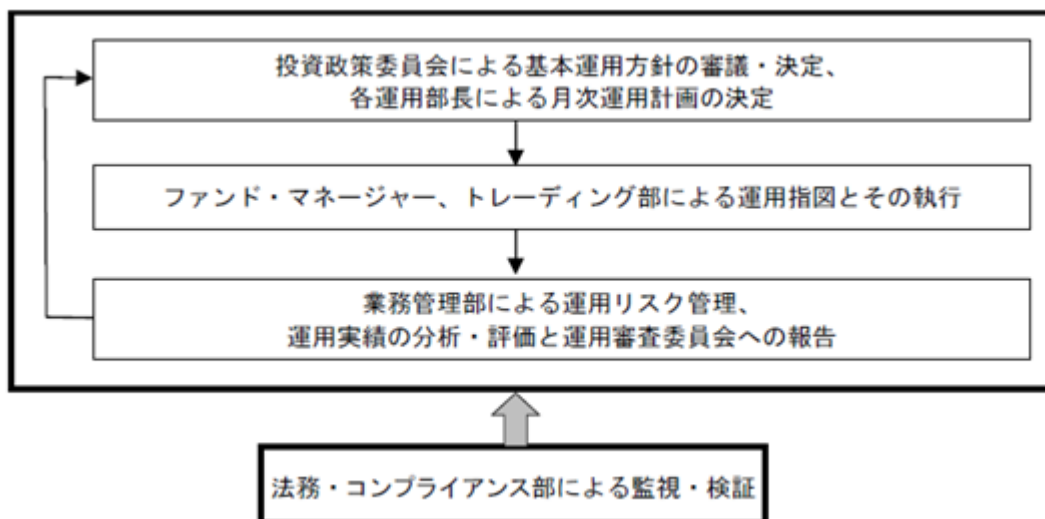 投資政策委員会による基本運用方針の審議・決定、
各運用部長による月次運用計画の決定
ファンド・マネージャー、トレーディング部による運用指図とその執行
業務管理部による運用リスク管理、
運用実績の分析・評価と運用審査委員会への報告
法務・コンプライアンス部による監視・検証